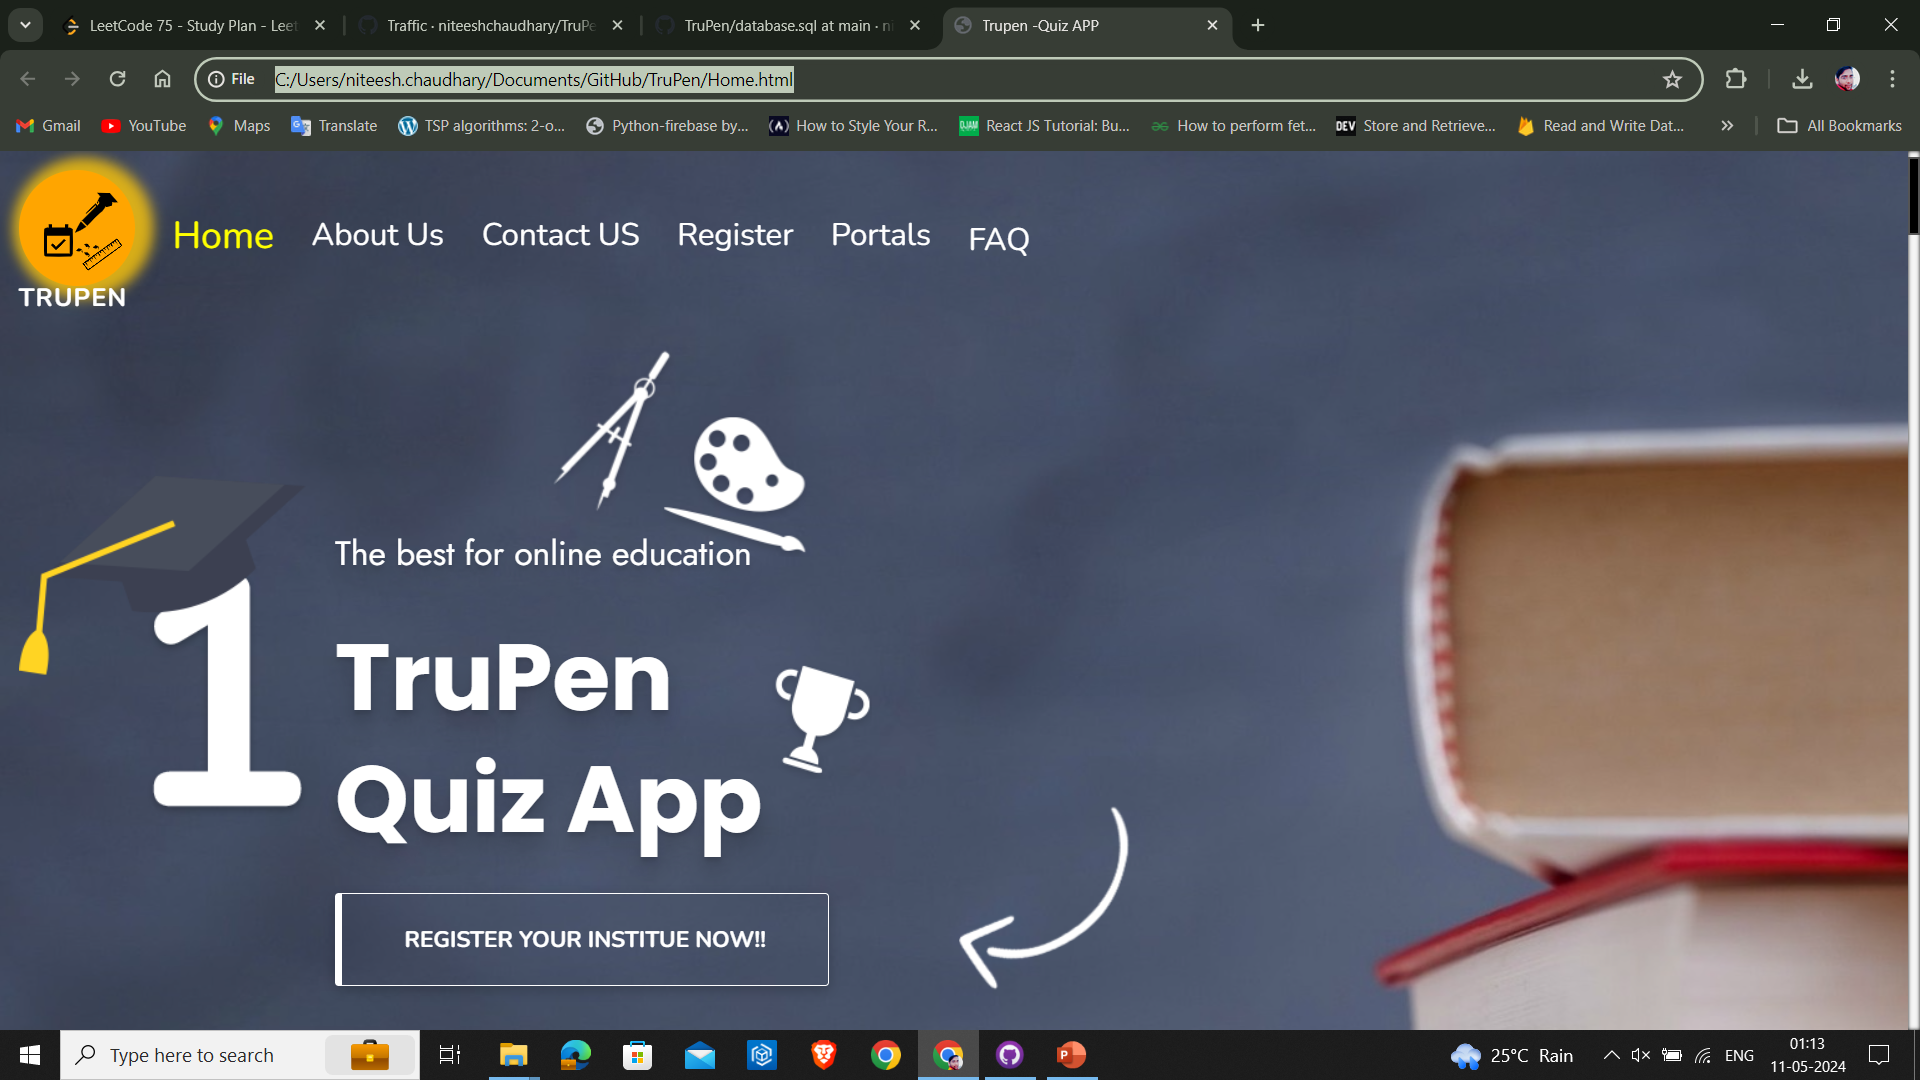 LeetCode 75 - Study Plan - Leet
Traffic · niteeshchaudhary/TruPe
TruPen/database.sql at main · ni
Trupen -Quiz APP
File
C:/Users/niteesh.chaudhary/Documents/GitHub/TruPen/Home.html
Gmail
YouTube
Maps
Translate
TSP algorithms: 2-o...
Python-firebase by...
How to Style Your R...
React JS Tutorial: Bu...
How to perform fet...
DEV
Store and Retrieve...
Read and Write Dat...
All Bookmarks
TRUPEN
Home
About Us
Contact US
Register
Portals
FAQ
The best for online education
1
TruPen
Quiz App
REGISTER YOUR INSTITUE NOW!!
Type here to search
25°C Rain
ENG
01:13
11-05-2024